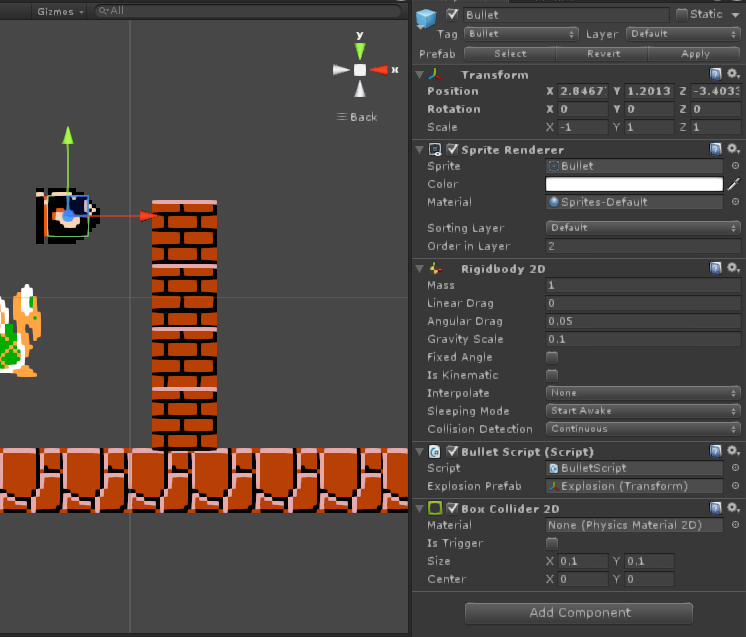 Gizmos
All
y
x
Back
Bullet
Static
Tag Bullet Layer Default
Prefab Select Revert Apply
Transform
Position X 2.8467 Y 1.2013 Z -3.4033
Rotation X 0 Y 0 Z 0
Scale X -1 Y 1 Z 1
Sprite Renderer
Sprite Bullet
Color
Material Sprites-Default
Sorting Layer Default
Order in Layer 2
Rigidbody 2D
Mass 1
Linear Drag 0
Angular Drag 0.05
Gravity Scale 0.1
Fixed Angle
Is Kinematic
Interpolate None
Sleeping Mode Start Awake
Collision Detection Continuous
Bullet Script (Script)
Script BulletScript
Explosion Prefab Explosion (Transform)
Box Collider 2D
Material None (Physics Material 2D)
Is Trigger
Size X 0.1 Y 0.1
Center X 0 Y 0
Add Component